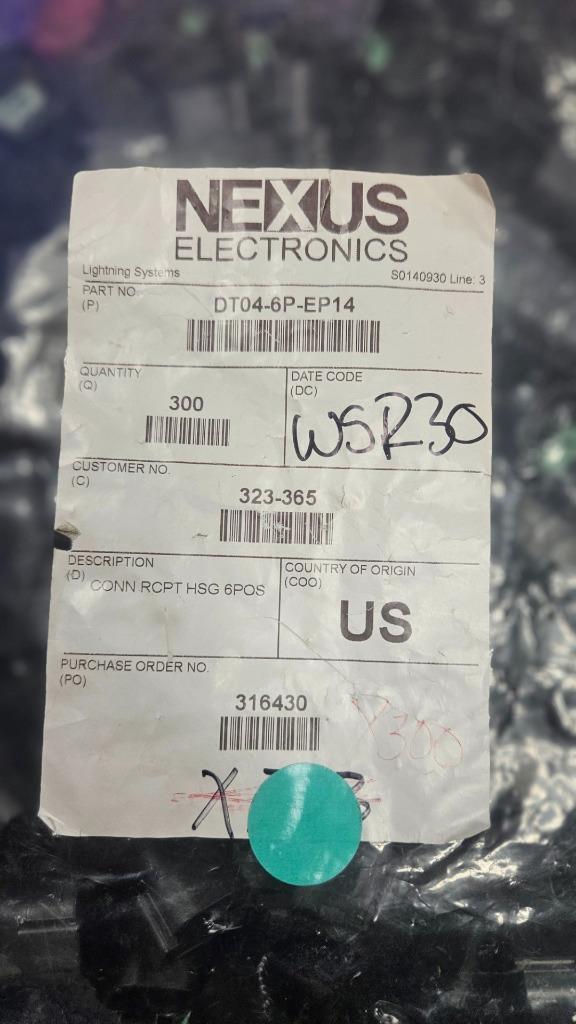 NEXUS
ELECTRONICS
Lightning Systems S0140930 Line: 3
PART NO.
(P) DT04-6P-EP14
QUANTITY
(Q)
300
DATE CODE
(DC)
WSR30
CUSTOMER NO.
(C)
323-365
DESCRIPTION
(D) CONN RCPT HSG 6POS
COUNTRY OF ORIGIN
(COO)
US
PURCHASE ORDER NO.
(PO)
316430
300
X